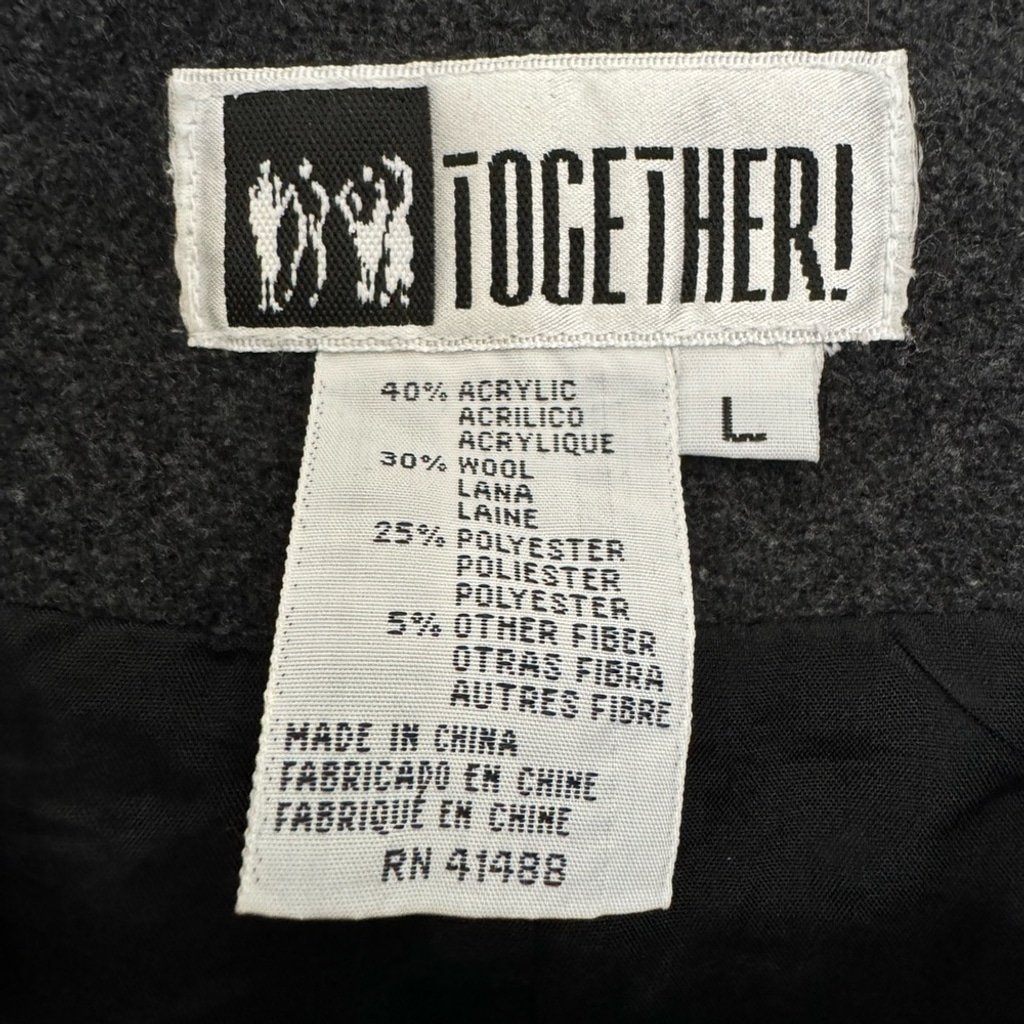 TOGETHER!
L
40% ACRYLIC
ACRILICO
ACRYLIQUE
30% WOOL
LANA
LAINE
25% POLYESTER
POLIESTER
POLYESTER
5% OTHER FIBER
OTRAS FIBRA
AUTRES FIBRE
MADE IN CHINA
FABRICADO EN CHINE
FABRIQUÉ EN CHINE
RN 41488